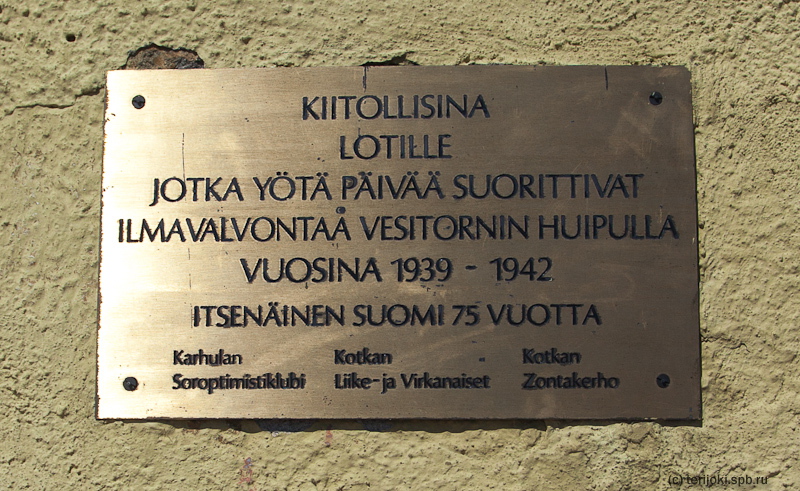 KIITOLLISINA
LOTILLE
JOTKA YÖTÄ PÄIVÄÄ SUORITTIVAT
ILMAVALVONTAA VESITORNIN HUIPULLA
VUOSINA 1939 - 1942
ITSENÄINEN SUOMI 75 VUOTTA
Karhulan Kotkan Kotkan
Soroptimistiklubi Liike- ja Virkanaiset Zontakerho
(c) terijoki.spb.ru